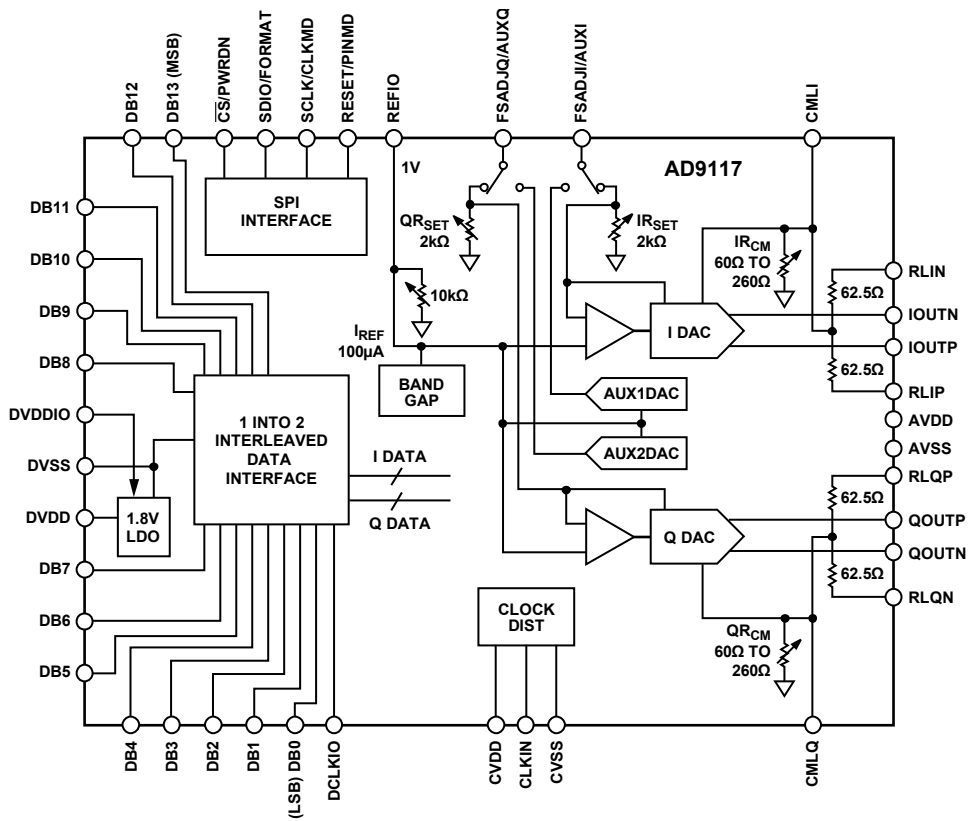 DB12
DB13 (MSB)
CS/PWRDN
SDIO/FORMAT
SCLK/CLKMD
RESET/PINMD
REFIO
FSADJQ/AUXQ
FSADJI/AUXI
CMLI
1V
AD9117
SPI
INTERFACE
QRSET
2kΩ
IRSET
2kΩ
IRCM
60Ω TO
260Ω
10kΩ
IREF
100µA
BAND
GAP
I DAC
62.5Ω
62.5Ω
AUX1DAC
AUX2DAC
1 INTO 2
INTERLEAVED
DATA
INTERFACE
I DATA
Q DATA
1.8V
LDO
Q DAC
62.5Ω
62.5Ω
CLOCK
DIST
QRCM
60Ω TO
260Ω
DB11
DB10
DB9
DB8
DVDDIO
DVSS
DVDD
DB7
DB6
DB5
RLIN
IOUTN
IOUTP
RLIP
AVDD
AVSS
RLQP
QOUTP
QOUTN
RLQN
DB4
DB3
DB2
DB1
(LSB) DB0
DCLKIO
CVDD
CLKIN
CVSS
CMLQ